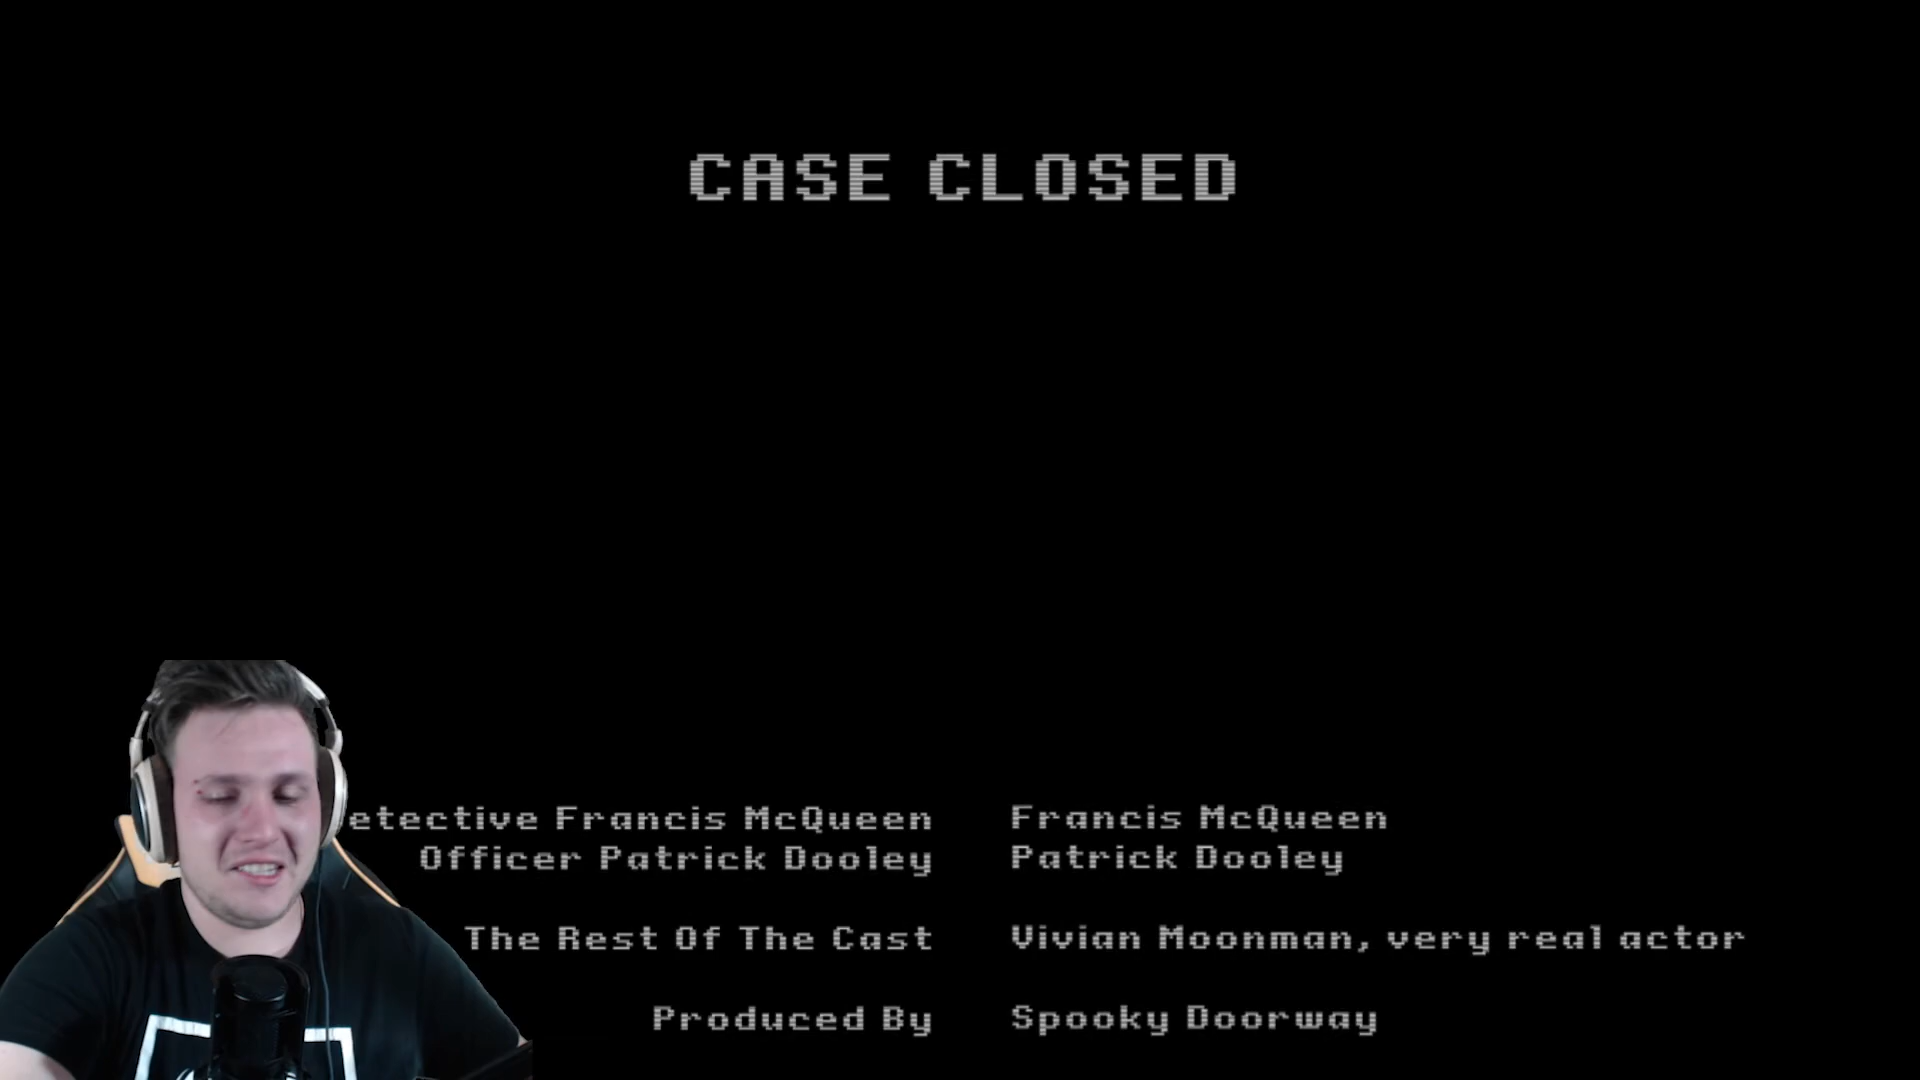 CASE CLOSED
etective Francis McQueen Francis McQueen
Officer Patrick Dooley Patrick Dooley
The Rest Of The Cast Vivian Moonman, very real actor
Produced By Spooky Doorway